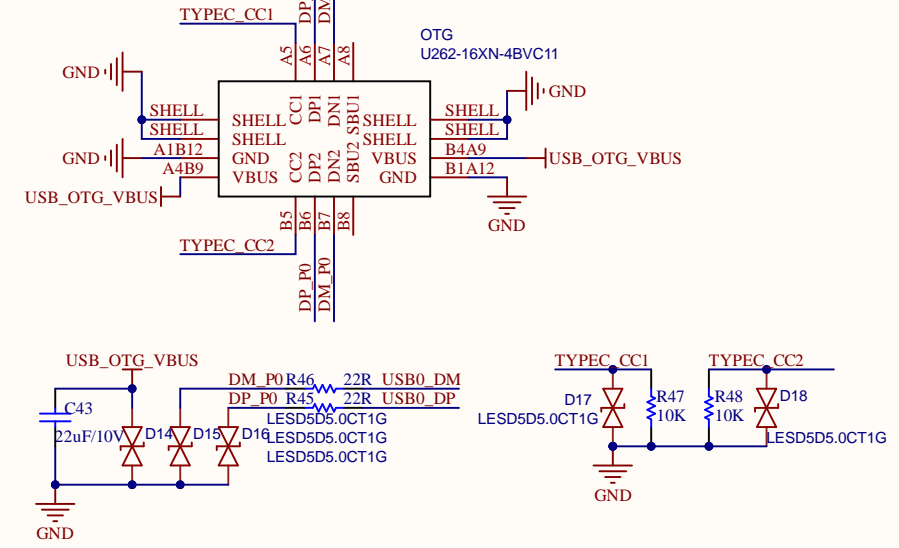 TYPEC_CC1
DP
DM
OTG
U262-16XN-4BVC11
A5
A6
A7
A8
GND
GND
SHELL
SHELL
SHELL
SHELL
CC1
DP1
DN1
SBU1
SHELL
SHELL
SHELL
SHELL
GND
A1B12
GND
VBUS
B4A9
USB_OTG_VBUS
A4B9
VBUS
GND
B1A12
USB_OTG_VBUS
CC2
DP2
DN2
SBU2
GND
B5
B6
B7
B8
TYPEC_CC2
DP_P0
DM_P0
USB_OTG_VBUS
DM_P0 R46 22R USB0_DM
DP_P0 R45 22R USB0_DP
LESD5D5.0CT1G
LESD5D5.0CT1G
LESD5D5.0CT1G
C43
22uF/10V
D14
D15
D16
GND
TYPEC_CC1
TYPEC_CC2
D17
LESD5D5.0CT1G
R47
10K
R48
10K
D18
LESD5D5.0CT1G
GND